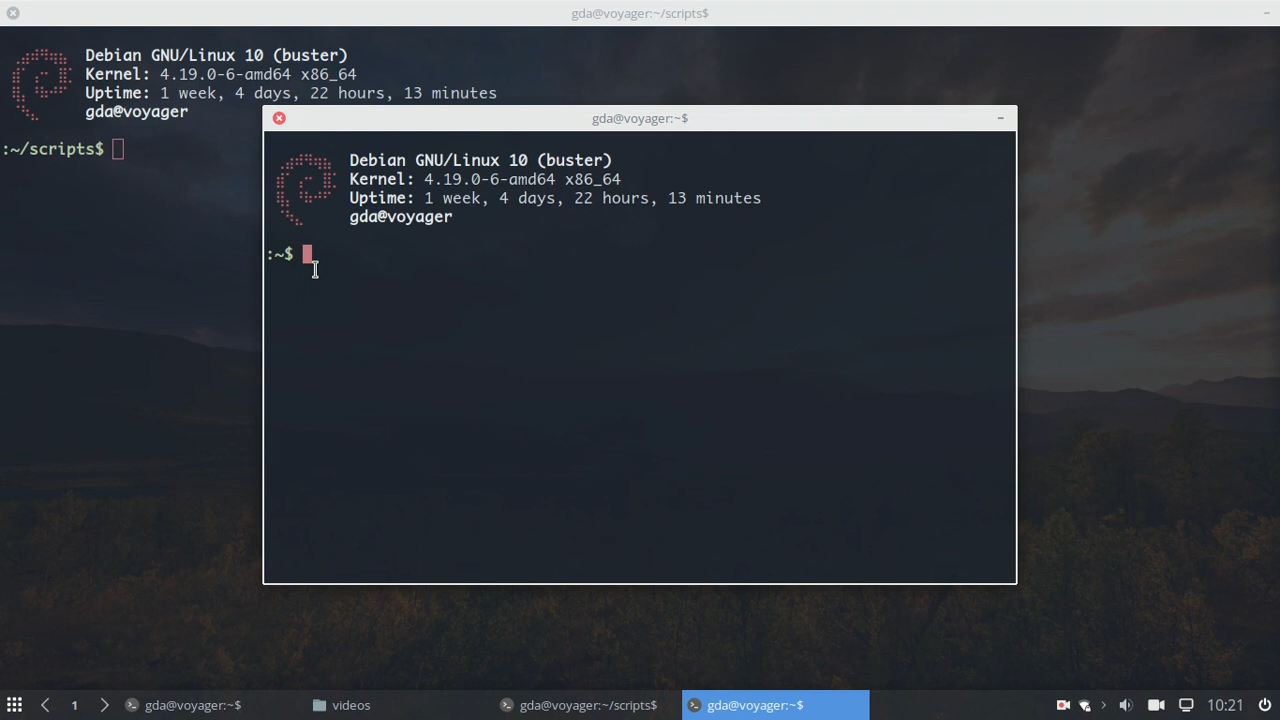 gda@voyager:~/scripts$
Debian GNU/Linux 10 (buster)
Kernel: 4.19.0-6-amd64 x86_64
Uptime: 1 week, 4 days, 22 hours, 13 minutes
gda@voyager
:~/scripts$
gda@voyager:~$
Debian GNU/Linux 10 (buster)
Kernel: 4.19.0-6-amd64 x86_64
Uptime: 1 week, 4 days, 22 hours, 13 minutes
gda@voyager
:~$
1 gda@voyager:~$ videos gda@voyager:~/scripts$ gda@voyager:~$ 10:21